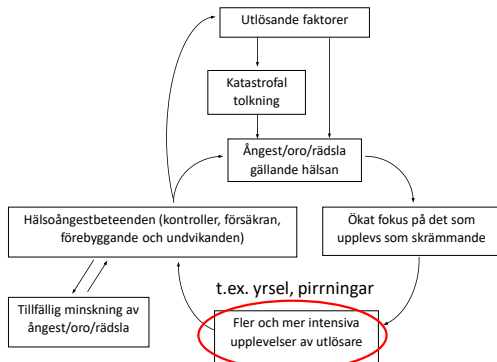 Utlösande faktorer
Katastrofal
tolkning
Ångest/oro/rädsla
gällande hälsan
Hälsoångestbeteenden (kontroller, försäkran,
förebyggande och undvikanden)
Ökat fokus på det som
upplevs som skrämmande
t.ex. yrsel, pirrningar
Tillfällig minskning av
ångest/oro/rädsla
Fler och mer intensiva
upplevelser av utlösare